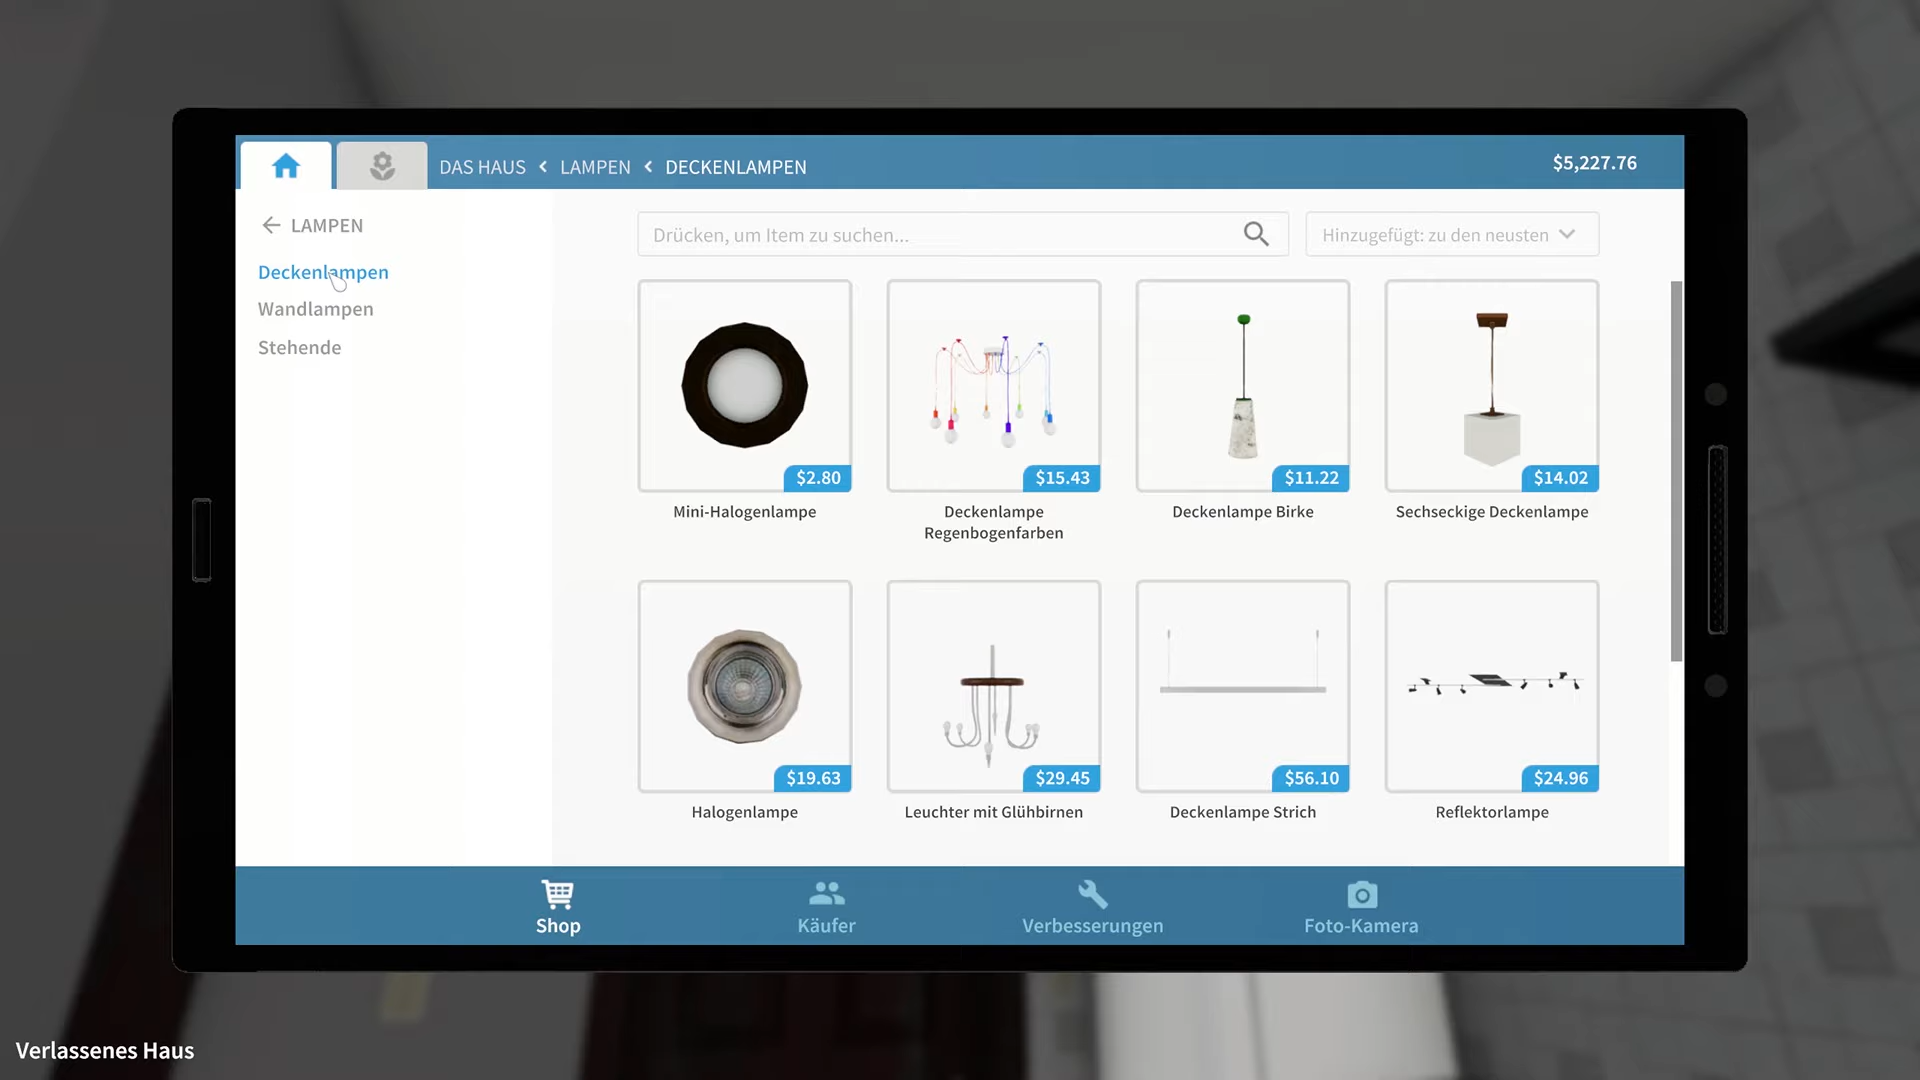 DAS HAUS < LAMPEN < DECKENLAMPEN
$5,227.76
LAMPEN
Deckenlampen
Wandlampen
Stehende
Drücken, um Item zu suchen...
Hinzugefügt: zu den neusten
$2.80
Mini-Halogenlampe
$15.43
Deckenlampe
Regenbogenfarben
$11.22
Deckenlampe Birke
$14.02
Sechseckige Deckenlampe
$19.63
Halogenlampe
$29.45
Leuchter mit Glühbirnen
$56.10
Deckenlampe Strich
$24.96
Reflektorlampe
Shop
Käufer
Verbesserungen
Foto-Kamera
Verlassenes Haus